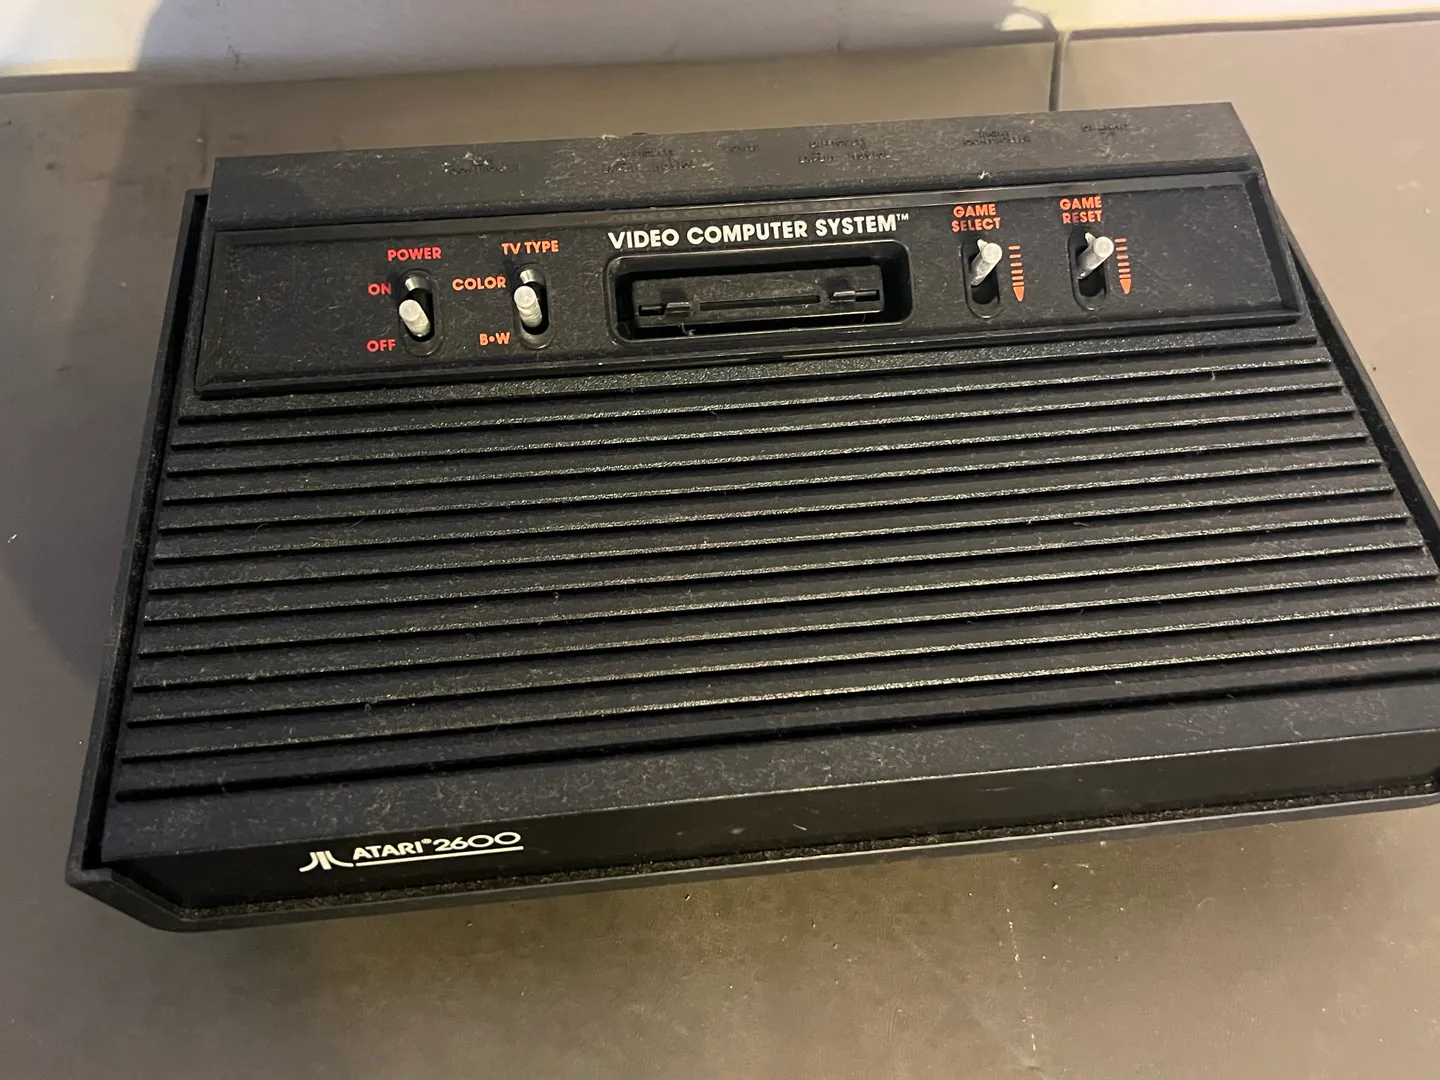 POWER
ON
OFF
TV TYPE
COLOR
B•W
VIDEO COMPUTER SYSTEM™
GAME
SELECT
GAME
RESET
ATARI® 2600